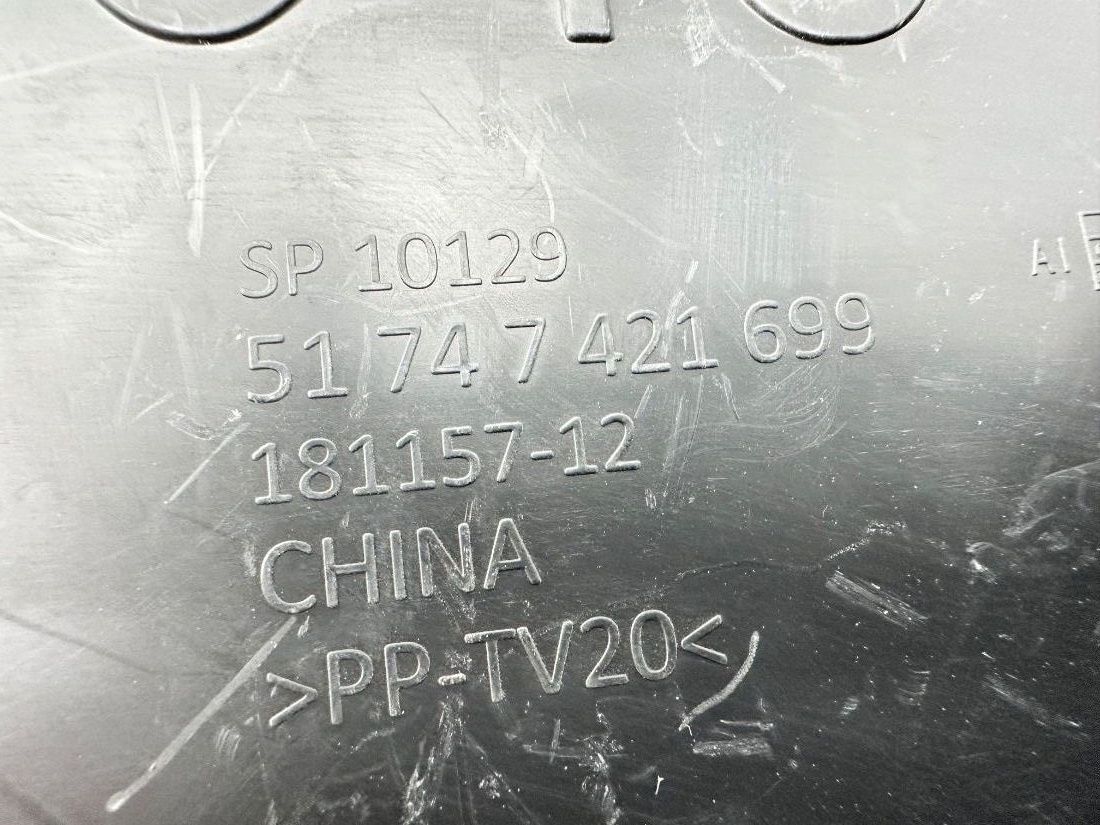 SP 10129
51 74 7 421 699
181157-12
CHINA
>PP-TV20<